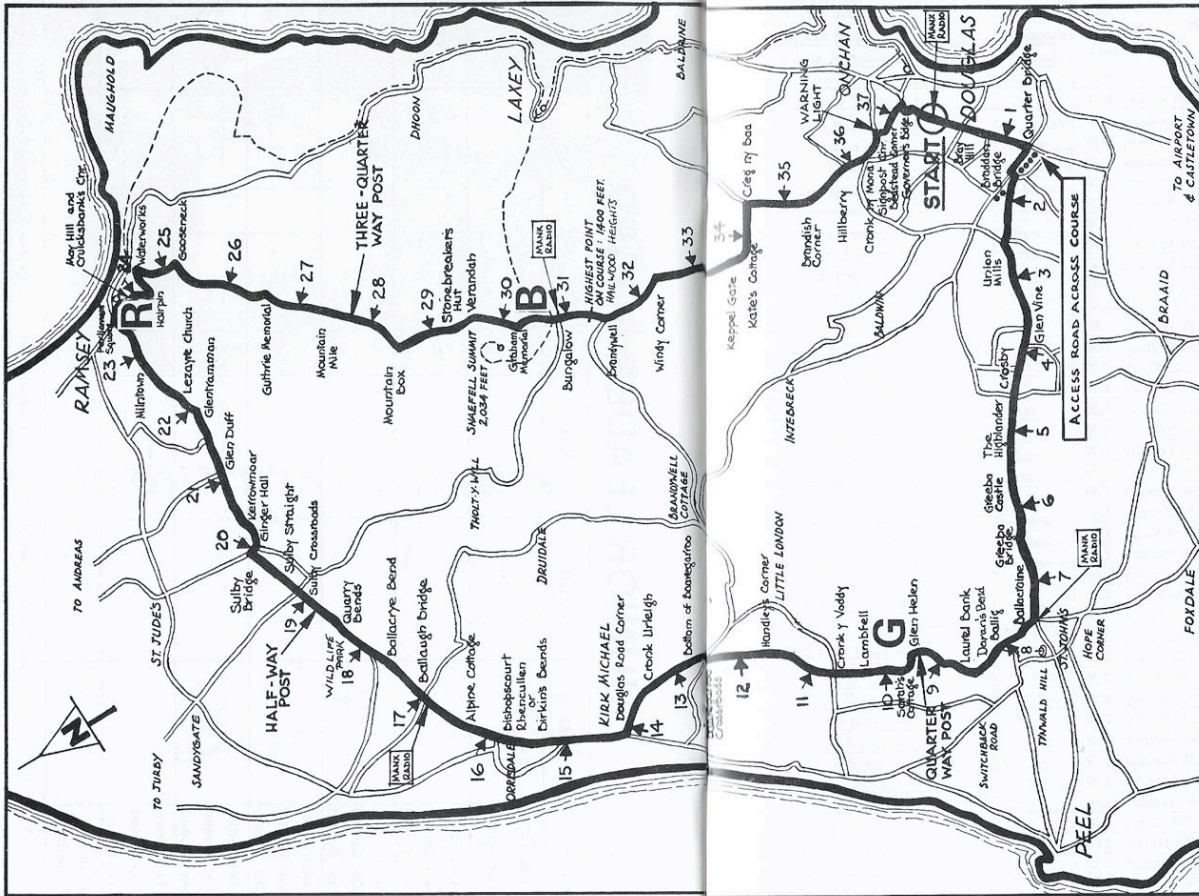 MAUGHOLD
May Hill and
Cruickshank's Cnr.
Parliament
Square
RAMSEY
R
24
Waterworks
Hairpin
25
Gooseneck
26
Guthrie Memorial
27
Mountain
Mile
THREE-QUARTER
WAY POST
28
Mountain
Box
29
Stonebreakers
Hut
Verandah
SNAEFELL SUMMIT
2,034 FEET
30
Graham
Memorial
MANX
RADIO
B
31
Bungalow
HIGHEST POINT
ON COURSE : 1400 FEET.
HAILWOOD HEIGHTS
Brandywell
32
Windy Corner
33
DHOON
LAXEY
BALDRINE
23
Milntown
22
Lezayre Church
Glentramman
Glen Duff
21
Kerrowmoar
Ginger Hall
20
Sulby
Bridge
Sulby Straight
Sulby Crossroads
19
HALF-WAY
POST
WILD LIFE
PARK
18
Quarry
Bends
Ballacrye Bend
Ballaugh Bridge
17
MANX
RADIO
Alpine Cottage
16
Bishopscourt
Rhencullen
or
Birkin's Bends
ORRISDALE
15
KIRK MICHAEL
Douglas Road Corner
14
Cronk Urleigh
13
Bottom of Barregarroo
TO ANDREAS
ST. JUDE'S
SANDYGATE
TO JURBY
N
THOLT-Y-WILL
DRUIDALE
BRANDYWELL
COTTAGE
Keppel Gate
34
Kate's Cottage
Creg ny Baa
35
Brandish
Corner
Hillberry
36
WARNING
LIGHT
37
ONCHAN
Cronk ny Mona
Signpost Cnr
Bedstead Corner
Governor's Bridge
START
MANX
RADIO
DOUGLAS
1
Bray
Hill
Quarter Bridge
Braddan
Bridge
2
Union
Mills
3
Glen Vine
4
Crosby
5
The
Highlander
6
Greeba
Castle
Greeba
Bridge
7
Ballacraine
MANX
RADIO
8
Ballig
Doran's Bend
Laurel Bank
9
Glen Helen
G
QUARTER
WAY POST
Sarah's
Cottage
10
Lambfell
Cronk y Voddy
11
Handley's Corner
LITTLE LONDON
12
Crossroads
INJEBRECK
BALDWIN
ACCESS ROAD ACROSS COURSE
TO AIRPORT
& CASTLETOWN
BRAAID
FOXDALE
HOPE
CORNER
ST. JOHN'S
TYNWALD HILL
SWITCHBACK
ROAD
PEEL